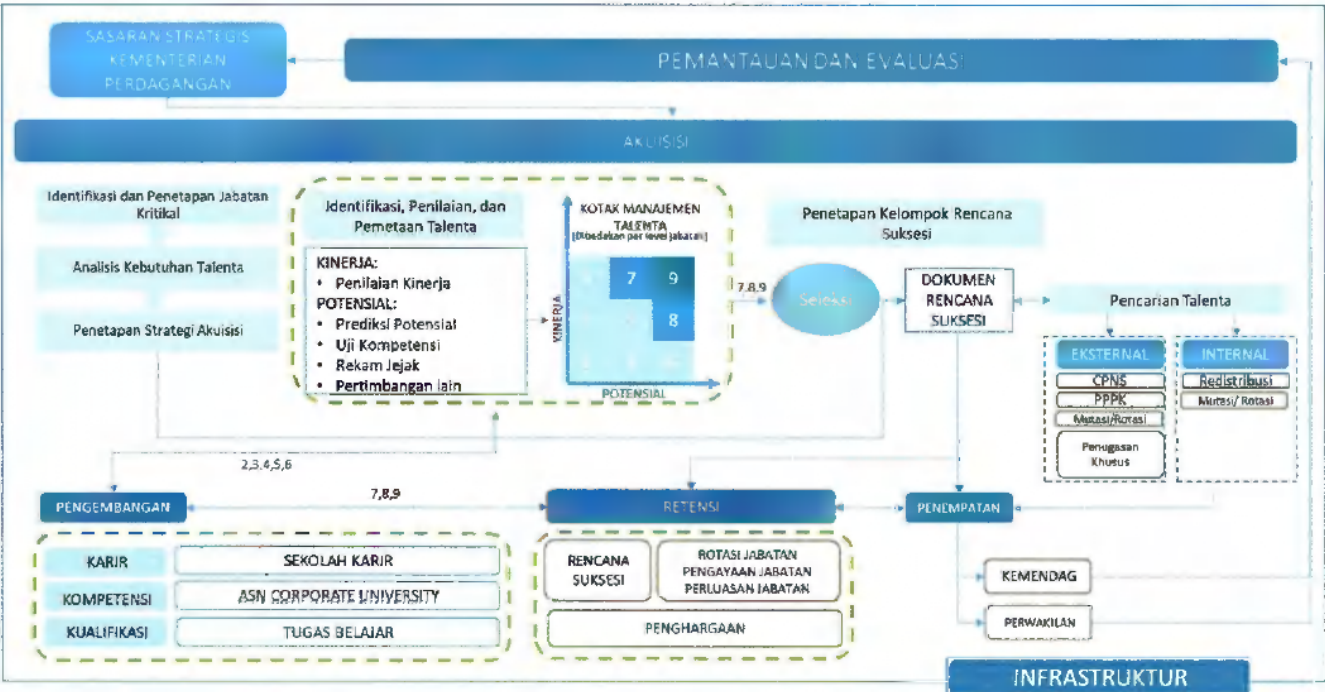 SASARAN STRATEGIS
KEMENTERIAN
PERDAGANGAN
PEMANTAUAN DAN EVALUASI
AKUISISI
Identifikasi dan Penetapan Jabatan
Kritikal
Analisis Kebutuhan Talenta
Penetapan Strategi Akuisisi
Identifikasi, Penilaian, dan
Pemetaan Talenta
KINERJA:
• Penilaian Kinerja
POTENSIAL:
• Prediksi Potensial
• Uji Kompetensi
• Rekam Jejak
• Pertimbangan lain
KOTAK MANAJEMEN
TALENTA
[Dibedakan per level jabatan]
KINERJA
7 9
8
POTENSIAL
7,8,9
Seleksi
Penetapan Kelompok Rencana
Suksesi
DOKUMEN
RENCANA
SUKSESI
Pencarian Talenta
EKSTERNAL
CPNS
PPPK
Mutasi/Rotasi
Penugasan
Khusus
INTERNAL
Redistribusi
Mutasi/ Rotasi
2,3,4,5,6
7,8,9
PENGEMBANGAN
RETENSI
PENEMPATAN
KARIR
SEKOLAH KARIR
KOMPETENSI
ASN CORPORATE UNIVERSITY
KUALIFIKASI
TUGAS BELAJAR
RENCANA
SUKSESI
ROTASI JABATAN
PENGAYAAN JABATAN
PERLUASAN JABATAN
PENGHARGAAN
KEMENDAG
PERWAKILAN
INFRASTRUKTUR